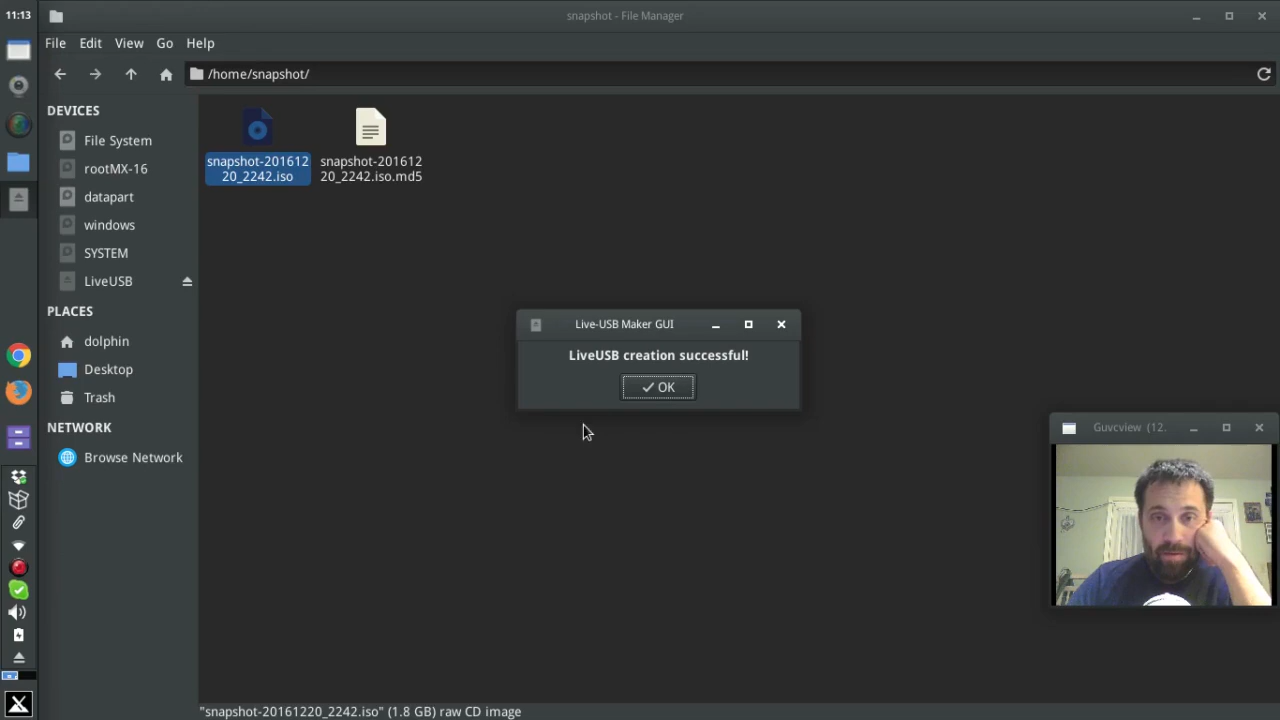 11:13
snapshot - File Manager
File Edit View Go Help
/home/snapshot/
DEVICES
File System
rootMX-16
datapart
windows
SYSTEM
LiveUSB
PLACES
dolphin
Desktop
Trash
NETWORK
Browse Network
snapshot-201612
20_2242.iso
snapshot-201612
20_2242.iso.md5
Live-USB Maker GUI
LiveUSB creation successful!
OK
Guvcview (12.
"snapshot-20161220_2242.iso" (1.8 GB) raw CD image